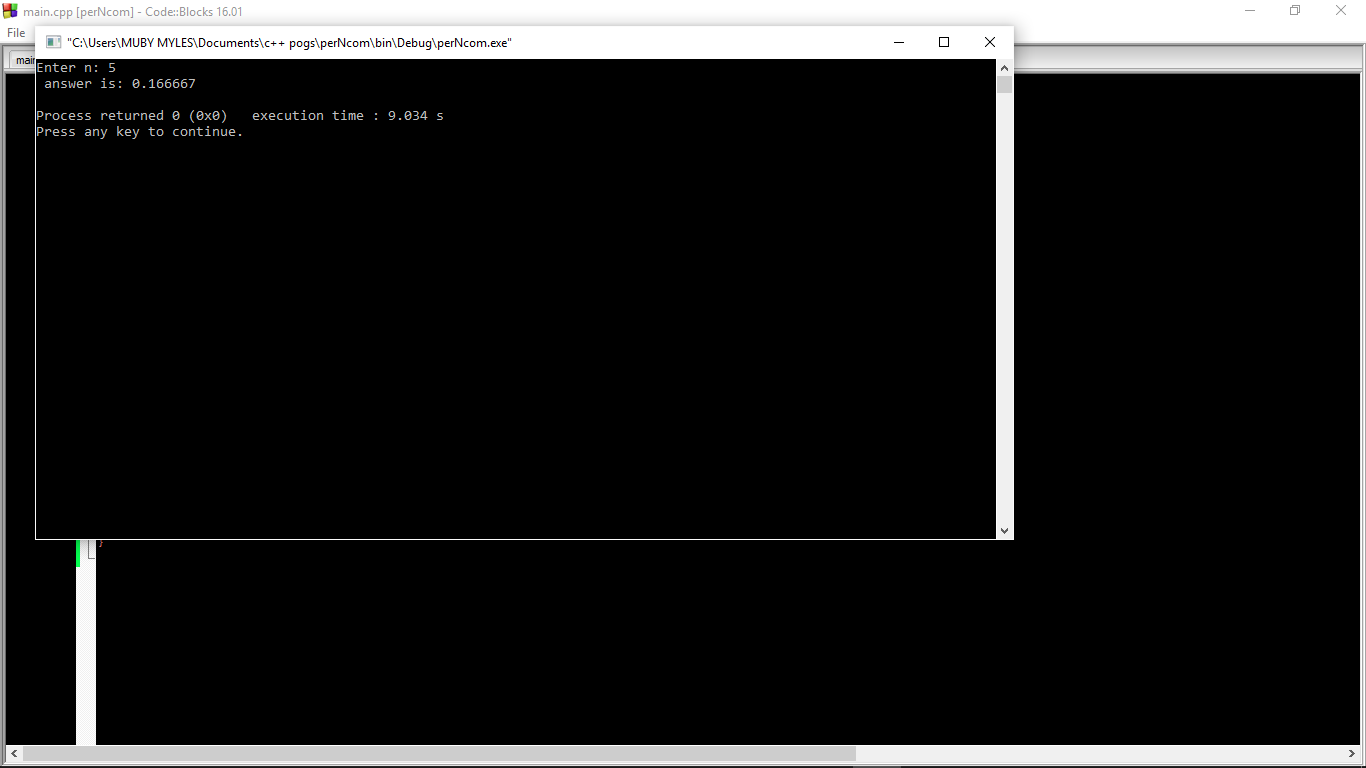 main.cpp [perNcom] - Code::Blocks 16.01
File
"C:\Users\MUBY MYLES\Documents\c++ pogs\perNcom\bin\Debug\perNcom.exe"
Enter n: 5
answer is: 0.166667
Process returned 0 (0x0)   execution time : 9.034 s
Press any key to continue.
}